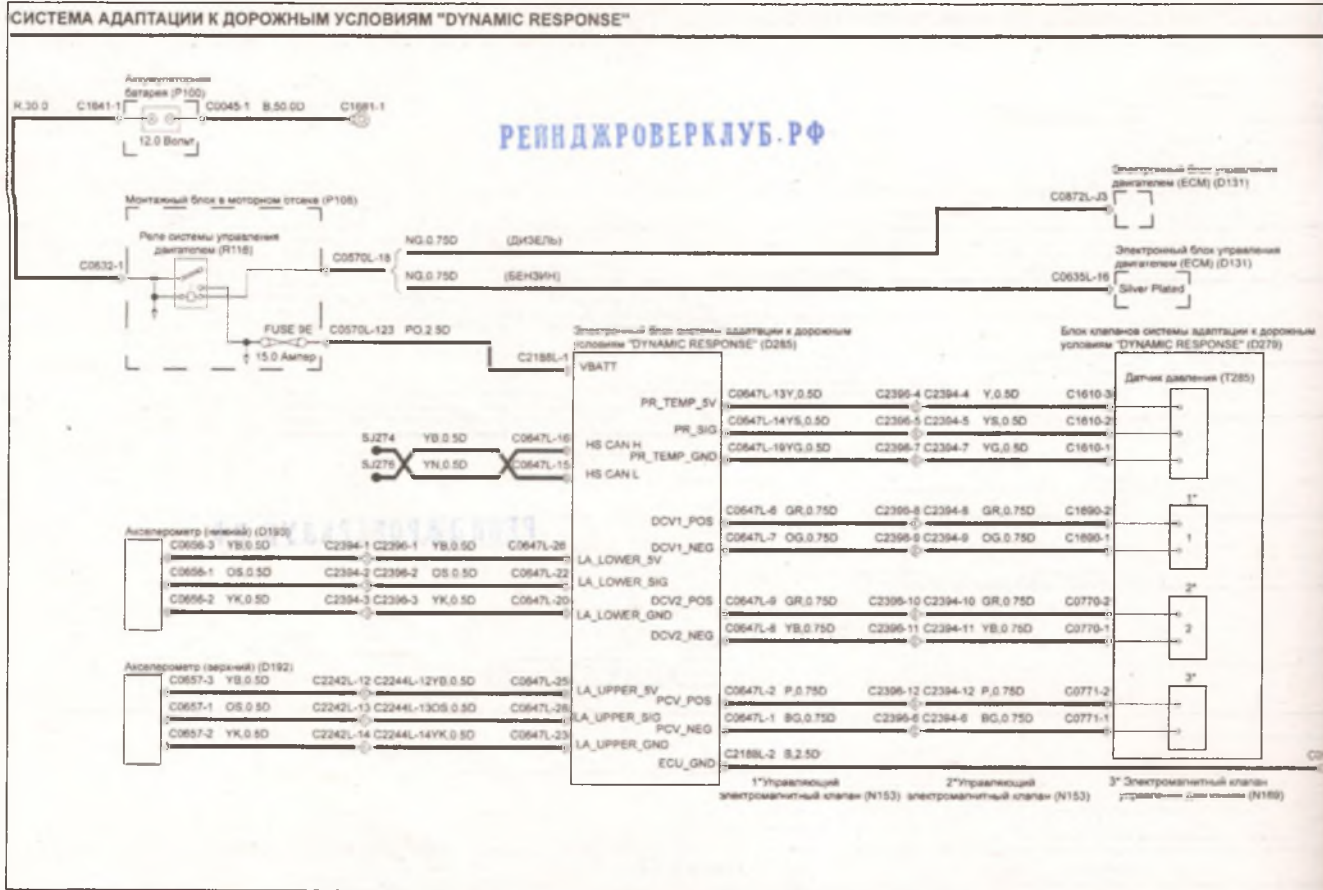 СИСТЕМА АДАПТАЦИИ К ДОРОЖНЫМ УСЛОВИЯМ "DYNAMIC RESPONSE"
Аккумуляторная
батарея (P100)
R,30.0 C1641-1 C0045-1 B,50.0D C1661-1
12.0 Вольт
РЕЙНДЖРОВЕРКЛУБ.РФ
Электронный блок управления
двигателем (ECM) (D131)
C0872L-J3
Монтажный блок в моторном отсеке (P108)
Реле системы управления
двигателем (R118)
C0632-1
C0570L-18
NG,0.75D (ДИЗЕЛЬ)
NG,0.75D (БЕНЗИН)
Электронный блок управления
двигателем (ECM) (D131)
C0635L-16
Silver Plated
FUSE 9E
15.0 Ампер
C0570L-123 PO,2.5D
C2188L-1
Электронный блок системы адаптации к дорожным
условиям "DYNAMIC RESPONSE" (D285)
Блок клапанов системы адаптации к дорожным
условиям "DYNAMIC RESPONSE" (D279)
VBATT
Датчик давления (T285)
PR_TEMP_5V C0647L-13Y,0.5D C2396-4 C2394-4 Y,0.5D C1610-3
PR_SIG C0647L-14YS,0.5D C2396-5 C2394-5 YS,0.5D C1610-2
PR_TEMP_GND C0647L-19YG,0.5D C2396-7 C2394-7 YG,0.5D C1610-1
SJ274 YB,0.5D C0647L-16 HS CAN H
SJ276 YN,0.5D C0647L-15 HS CAN L
1*
DCV1_POS C0647L-6 GR,0.75D C2396-8 C2394-8 GR,0.75D C1690-2
1
DCV1_NEG C0647L-7 OG,0.75D C2396-9 C2394-9 OG,0.75D C1690-1
Акселерометр (нижний)
C0656-3 YB,0.5D C2394-1 C2396-1 YB,0.5D LA_LOWER_5V
C0656-1 OS,0.5D C2394-2 C2396-2 OS,0.5D C0647L-22 LA_LOWER_SIG
C0656-2 YK,0.5D C2394-3 C2396-3 YK,0.5D C0647L-20 LA_LOWER_GND
2*
DCV2_POS C0647L-9 GR,0.75D C2396-10 C2394-10 GR,0.75D C0770-2
2
DCV2_NEG C0647L-8 YB,0.75D C2396-11 C2394-11 YB,0.75D C0770-1
Акселерометр (верхний) (D192)
C0657-3 YB,0.5D C2242L-12 C2244L-12YB,0.5D C0647L-25 LA_UPPER_5V
C0657-1 OS,0.5D C2242L-13 C2244L-13OS,0.5D LA_UPPER_SIG
C0657-2 YK,0.5D C2242L-14 C2244L-14YK,0.5D C0647L-23 LA_UPPER_GND
3*
PCV_POS C0647L-2 P,0.75D C2396-12 C2394-12 P,0.75D C0771-2
PCV_NEG C0647L-1 BG,0.75D C2396-6 C2394-6 BG,0.75D C0771-1
ECU_GND C2188L-2 B,2.5D
1*Управляющий
электромагнитный клапан (N153)
2*Управляющий
электромагнитный клапан (N153)
3* Электромагнитный клапан
управления давлением (N169)